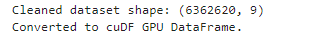 Cleaned dataset shape: (6362620, 9)
Converted to cuDF GPU DataFrame.